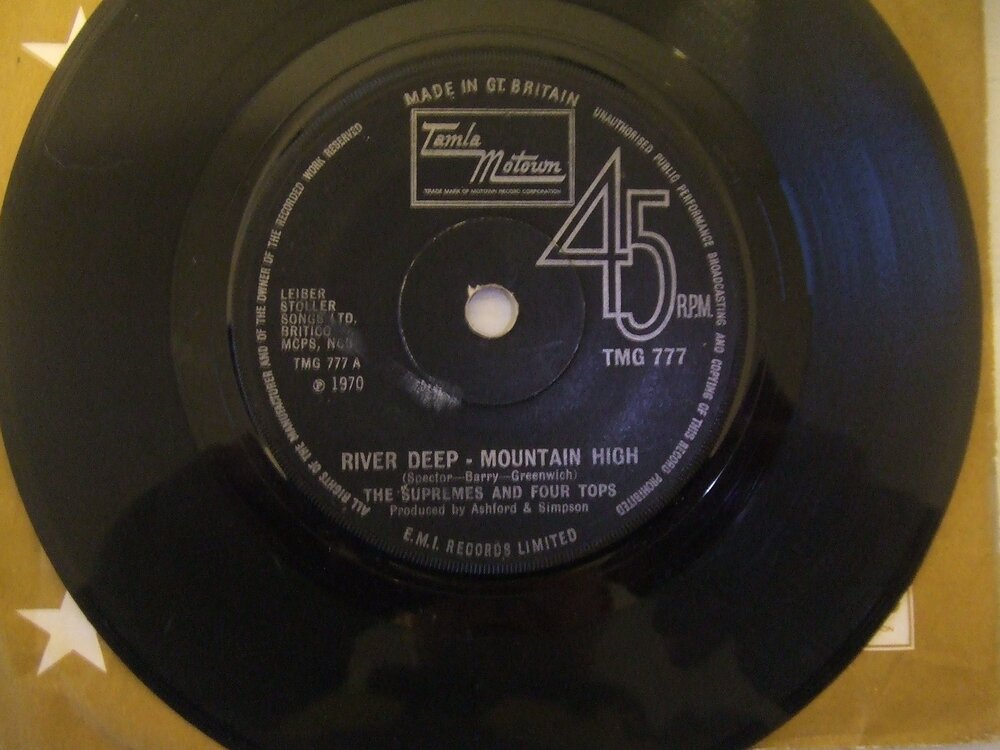 MADE IN GT. BRITAIN
Tamla
Motown
TRADE MARK OF MOTOWN RECORD CORPORATION
UNAUTHORISED PUBLIC PERFORMANCE BROADCASTING AND COPYING OF THIS RECORD PROHIBITED
ALL RIGHTS OF THE MANUFACTURER AND OF THE OWNER OF THE RECORDED WORK RESERVED
45
R.P.M.
TMG 777
LEIBER
STOLLER
SONGS LTD.
BRITICO
MCPS, NCB
TMG 777 A
℗ 1970
RIVER DEEP - MOUNTAIN HIGH
(Spector—Barry—Greenwich)
THE SUPREMES AND FOUR TOPS
Produced by Ashford & Simpson
E.M.I. RECORDS LIMITED